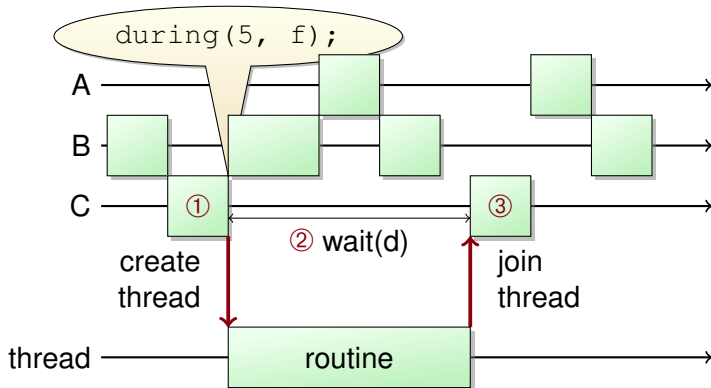 during(5, f);
A
B
C
①
③
② wait(d)
create
thread
join
thread
thread
routine